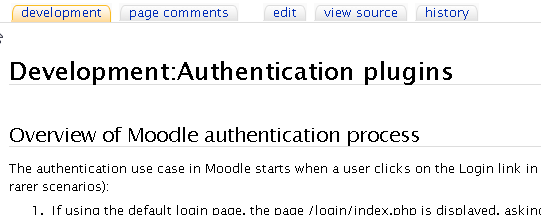 development page comments edit view source history
Development:Authentication plugins
Overview of Moodle authentication process
The authentication use case in Moodle starts when a user clicks on the Login link in
rarer scenarios):
1. If using the default login page, the page /login/index.php is displayed, asking